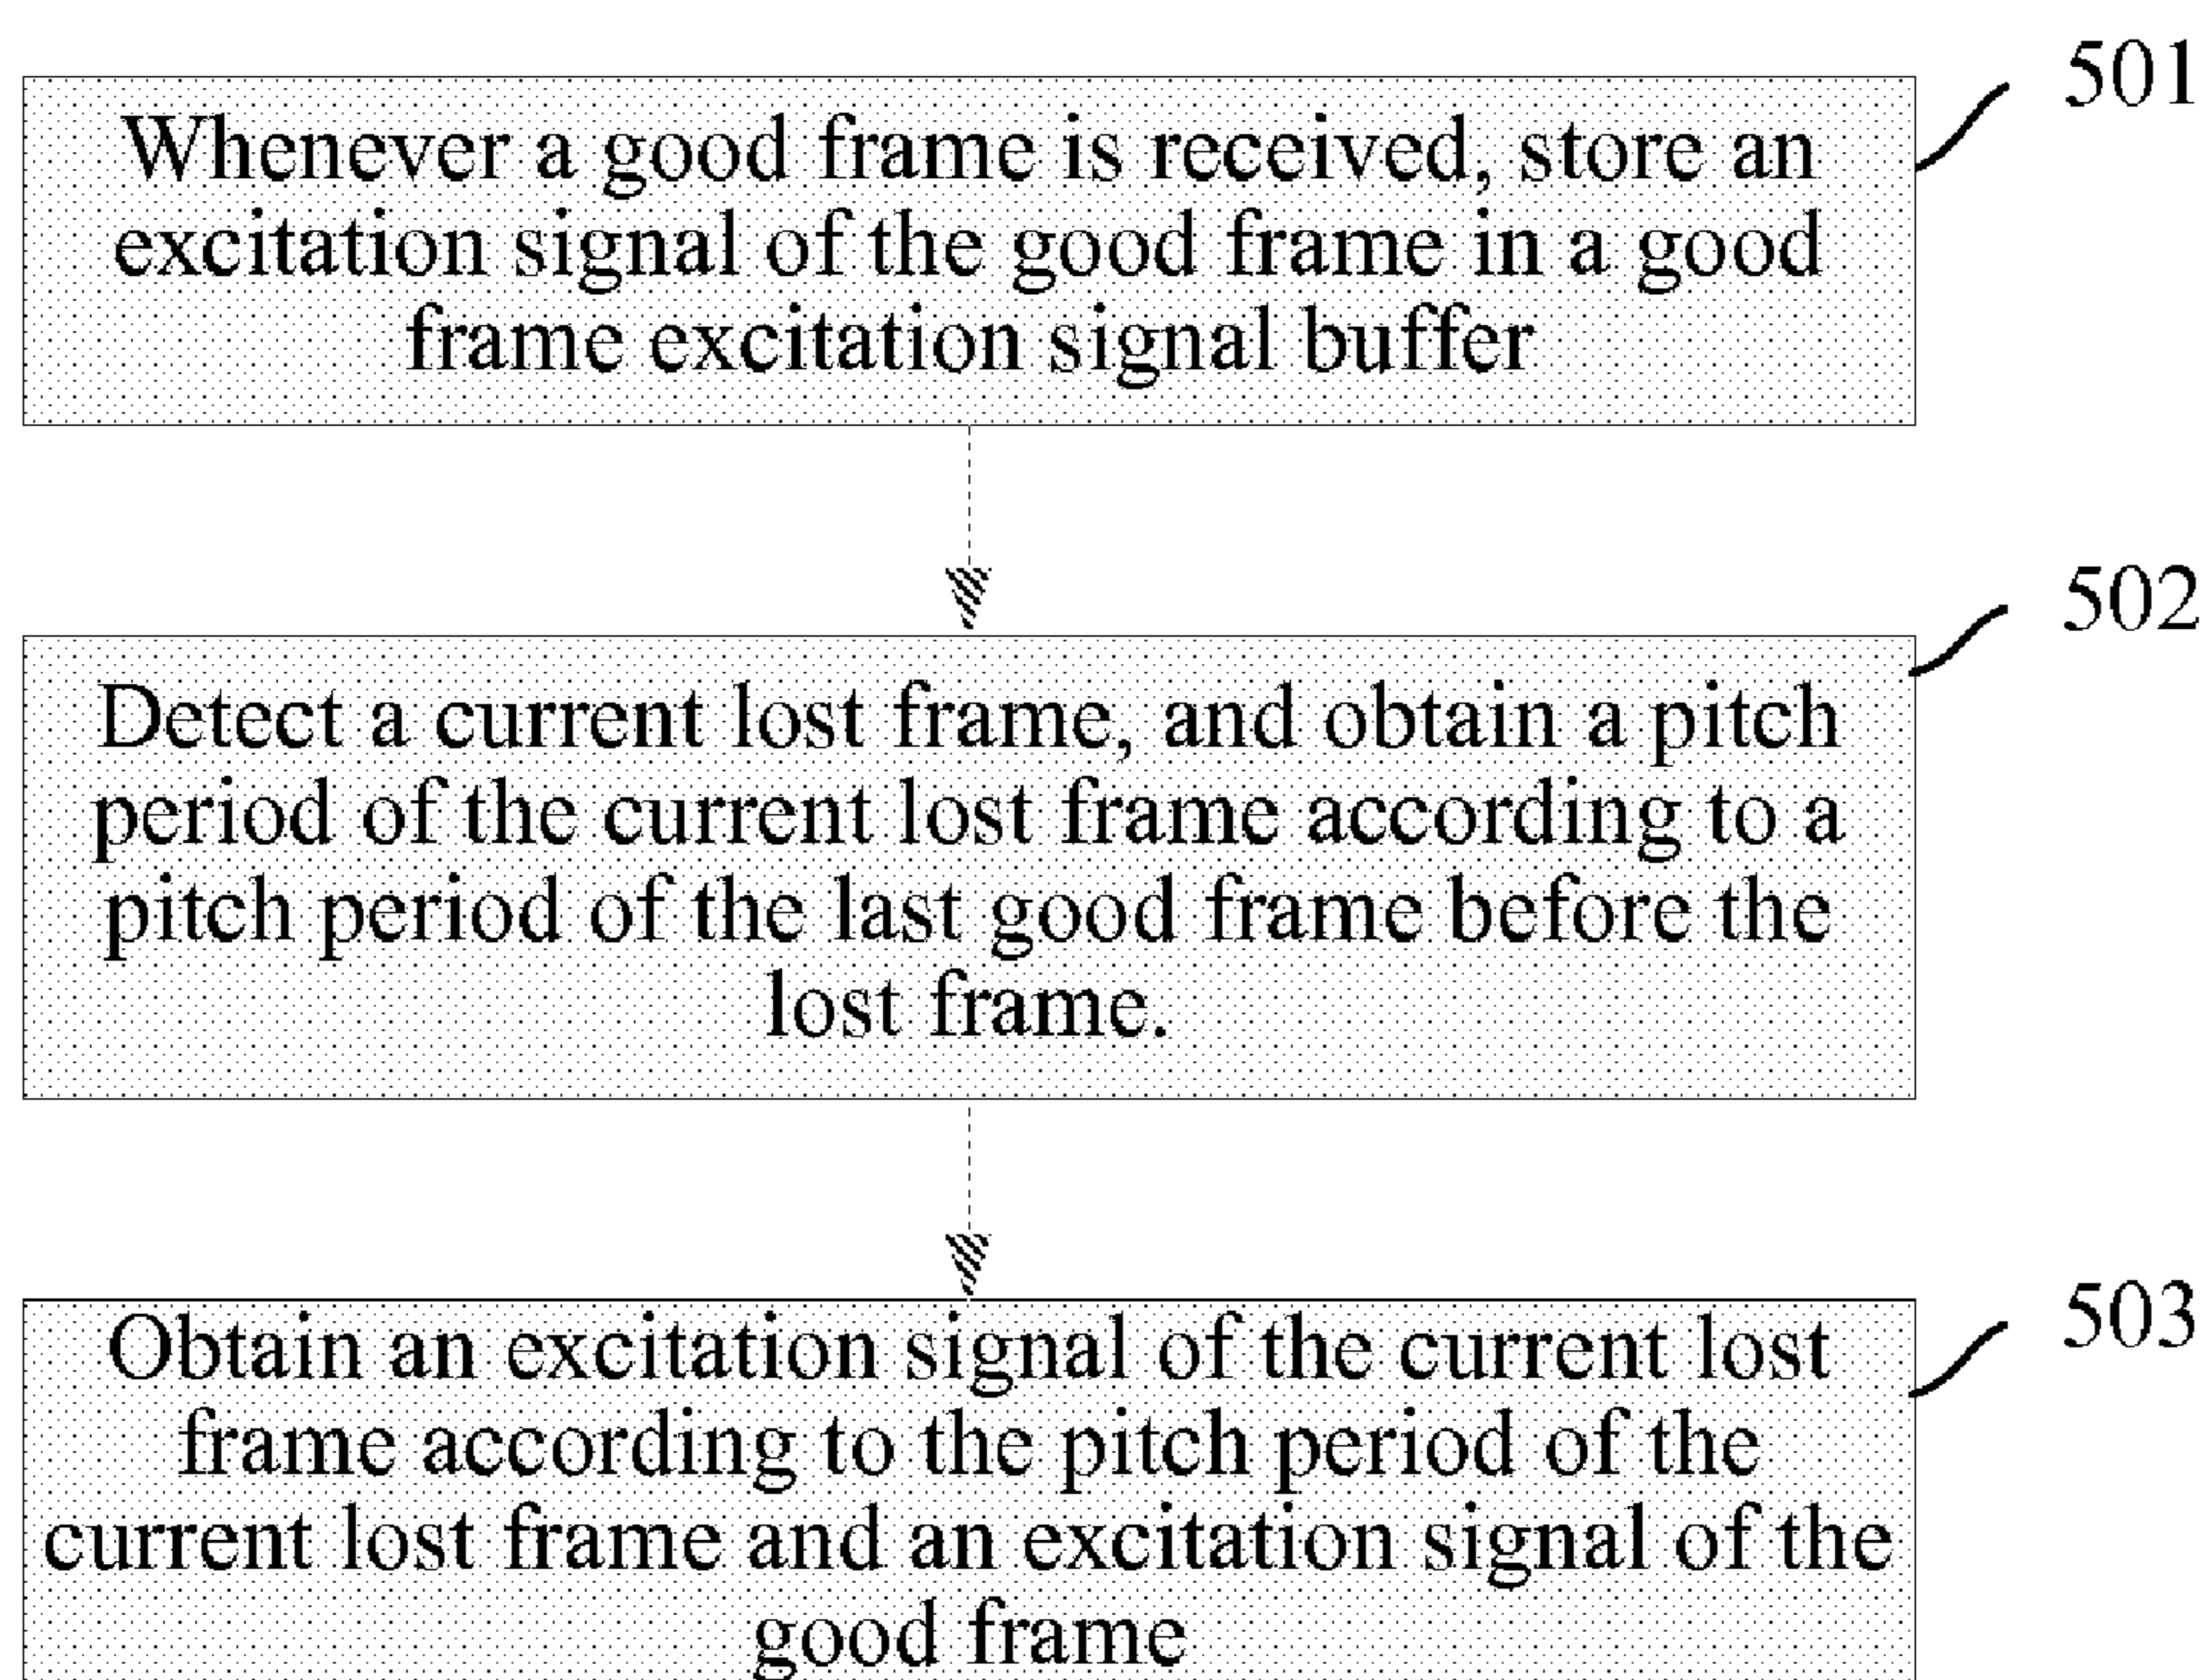 501
Whenever a good frame is received, store an
excitation signal of the good frame in a good
frame excitation signal buffer
502
Detect a current lost frame, and obtain a pitch
period of the current lost frame according to a
pitch period of the last good frame before the
lost frame.
503
Obtain an excitation signal of the current lost
frame according to the pitch period of the
current lost frame and an excitation signal of the
good frame